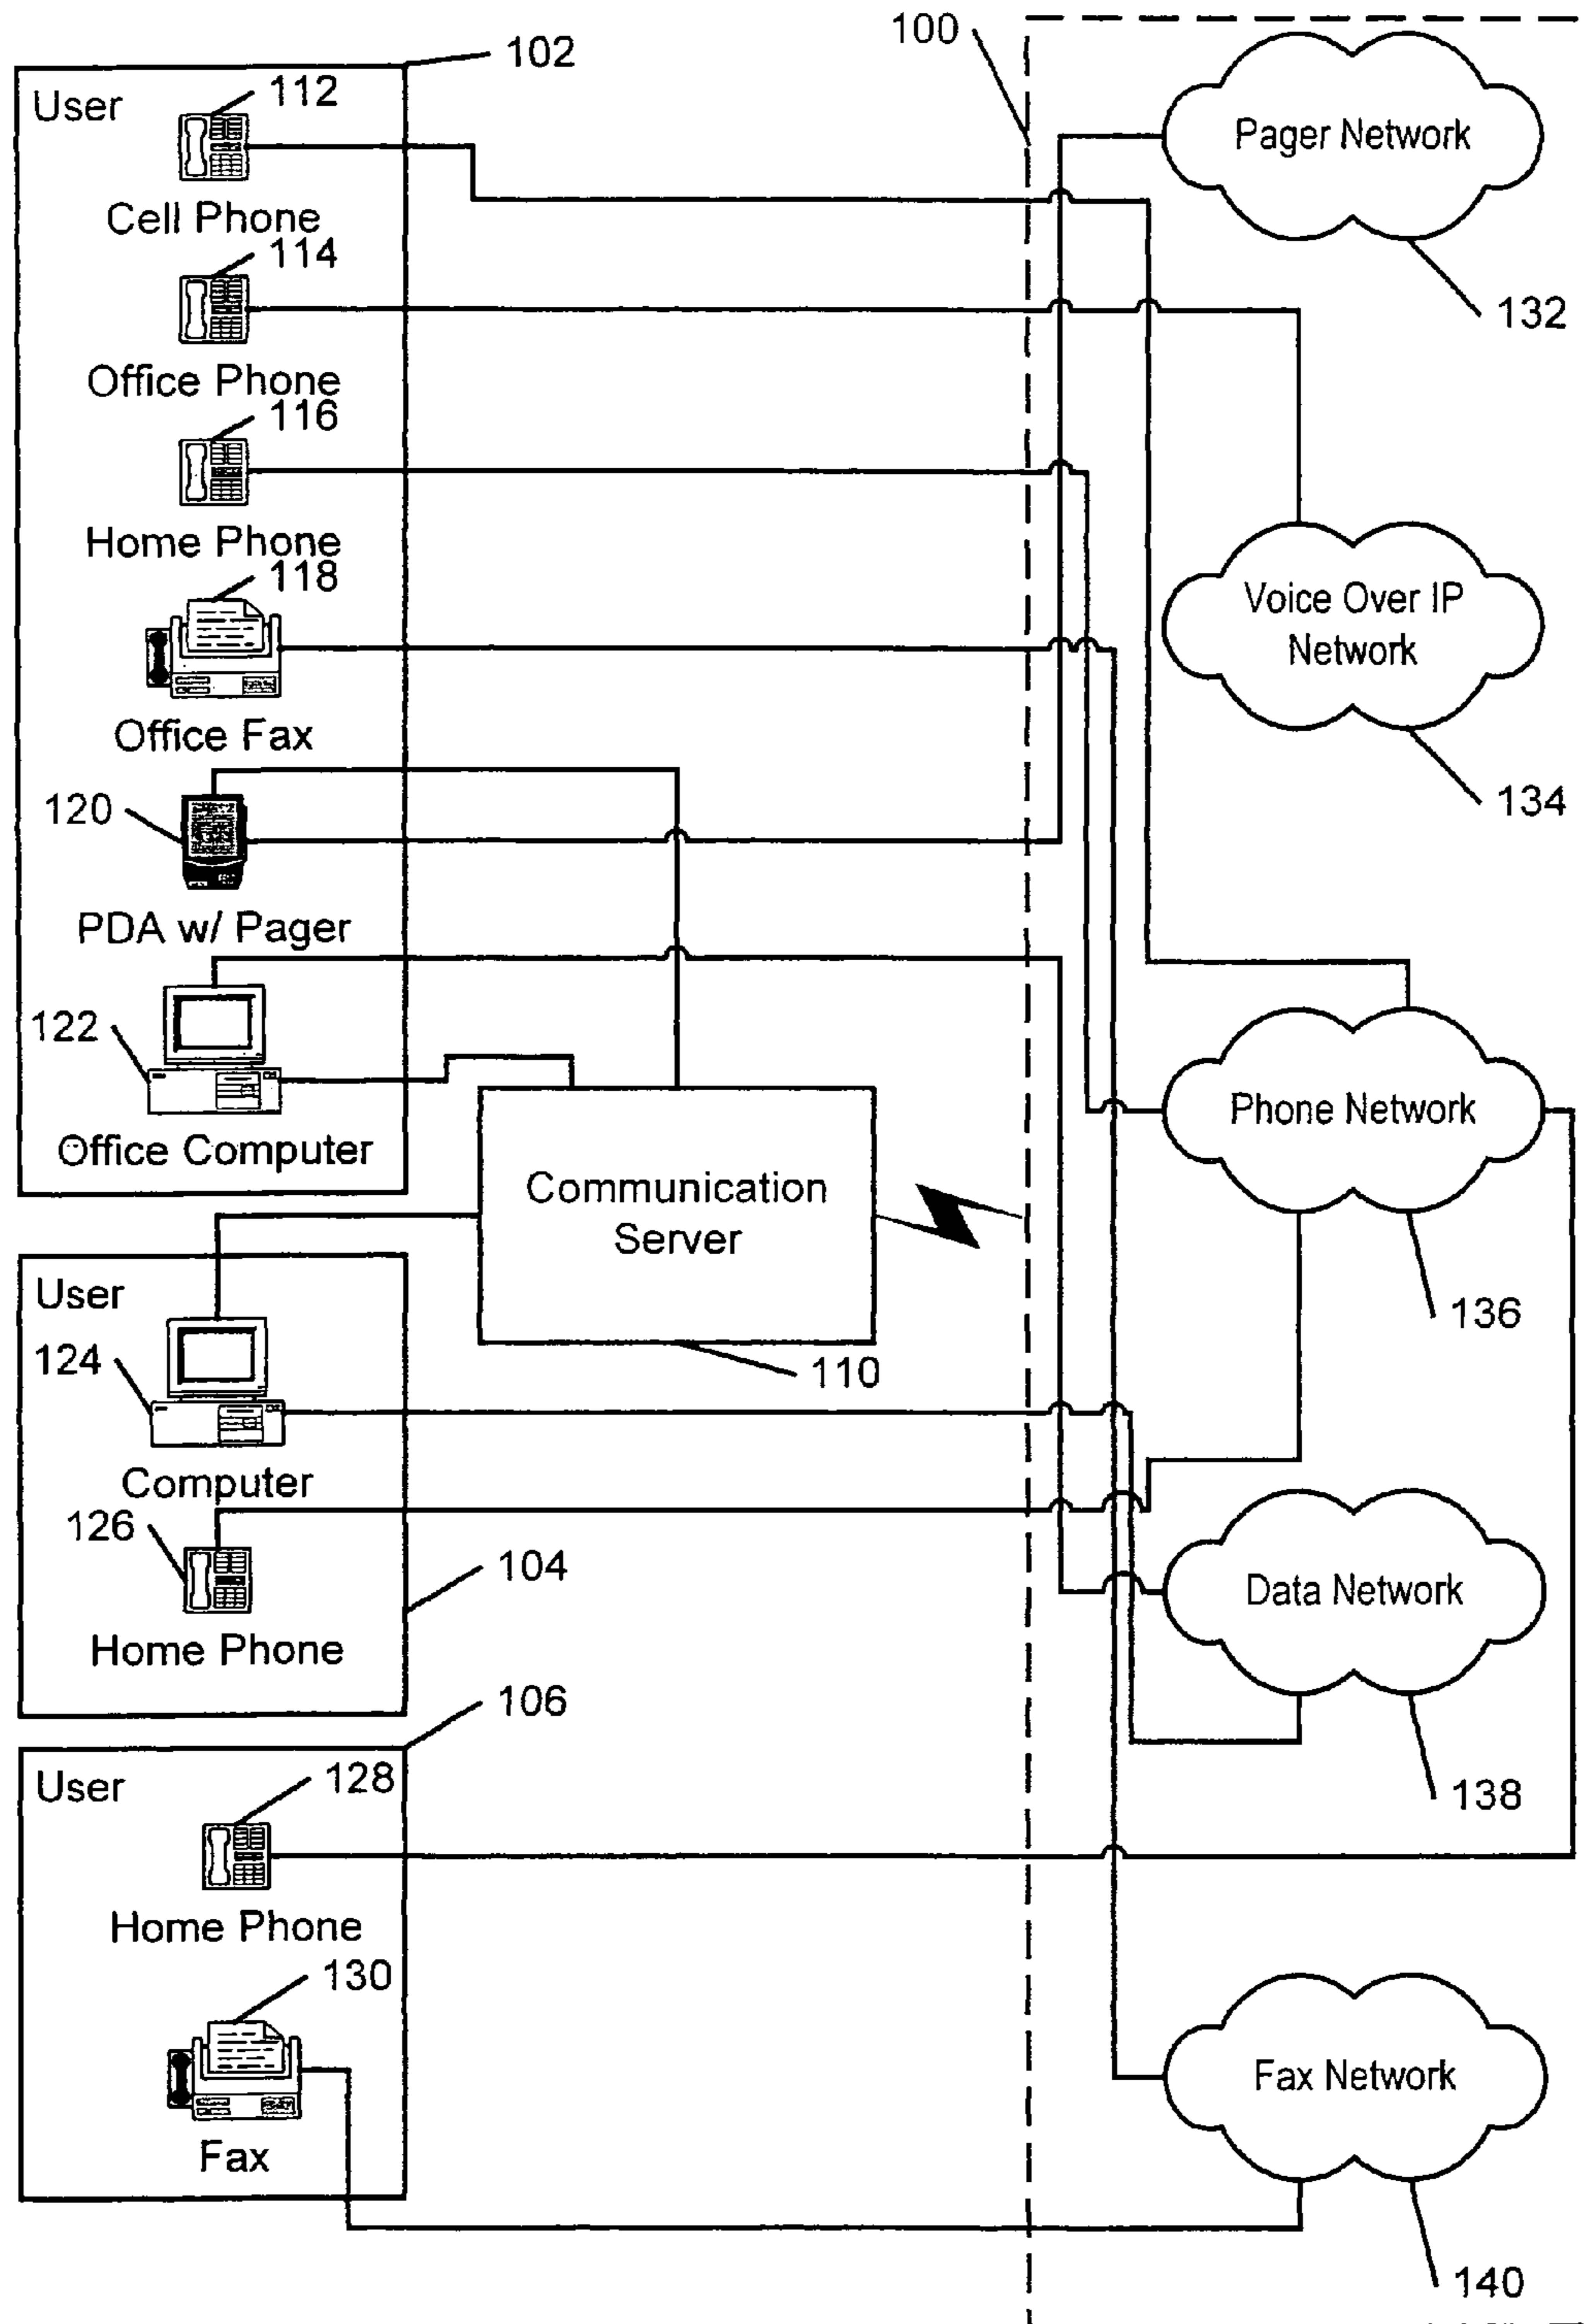 100
102
User
112
Cell Phone
114
Office Phone
116
Home Phone
118
Office Fax
120
PDA w/ Pager
122
Office Computer
Communication
Server
110
User
124
Computer
126
Home Phone
104
106
User
128
Home Phone
130
Fax
Pager Network
132
Voice Over IP
Network
134
Phone Network
136
Data Network
138
Fax Network
140